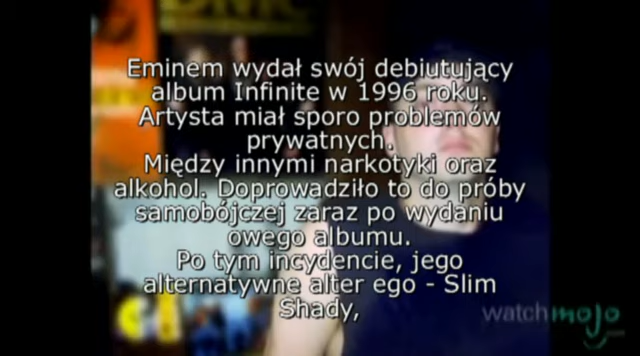 Eminem wydał swój debiutujący
album Infinite w 1996 roku.
Artysta miał sporo problemów
prywatnych.
Między innymi narkotyki oraz
alkohol. Doprowadziło to do próby
samobójczej zaraz po wydaniu
owego albumu.
Po tym incydencie, jego
alternatywne alter ego - Slim
Shady,
watchmojo